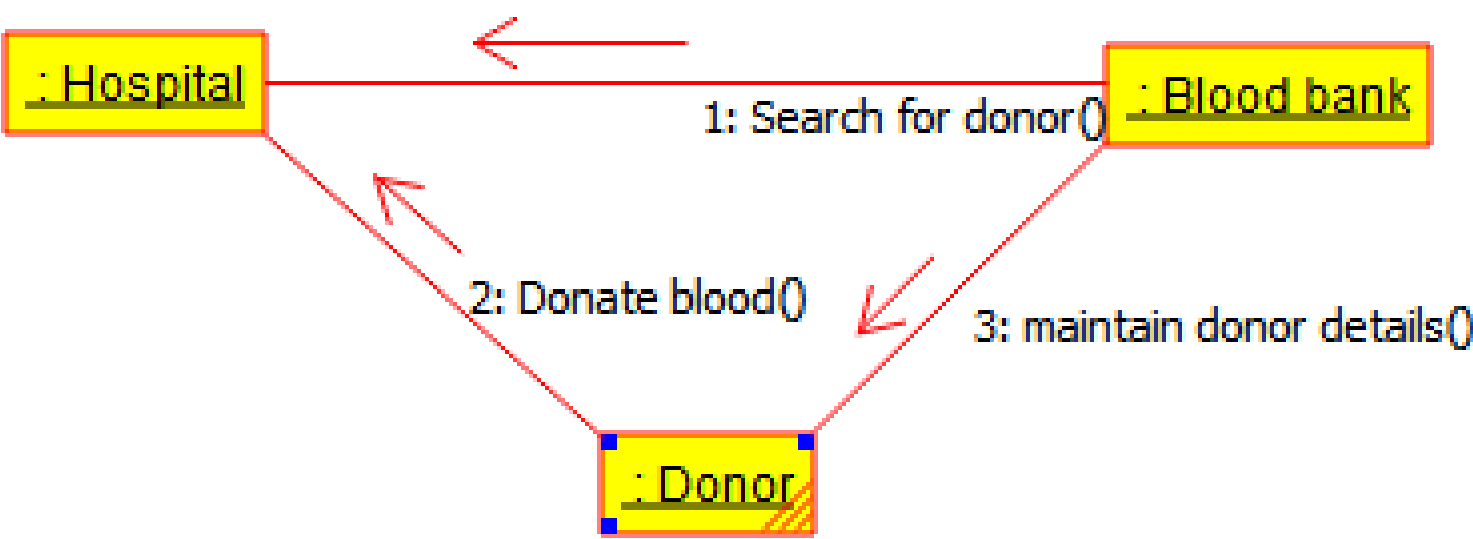 : Hospital
: Blood bank
1: Search for donor()
2: Donate blood()
3: maintain donor details()
: Donor